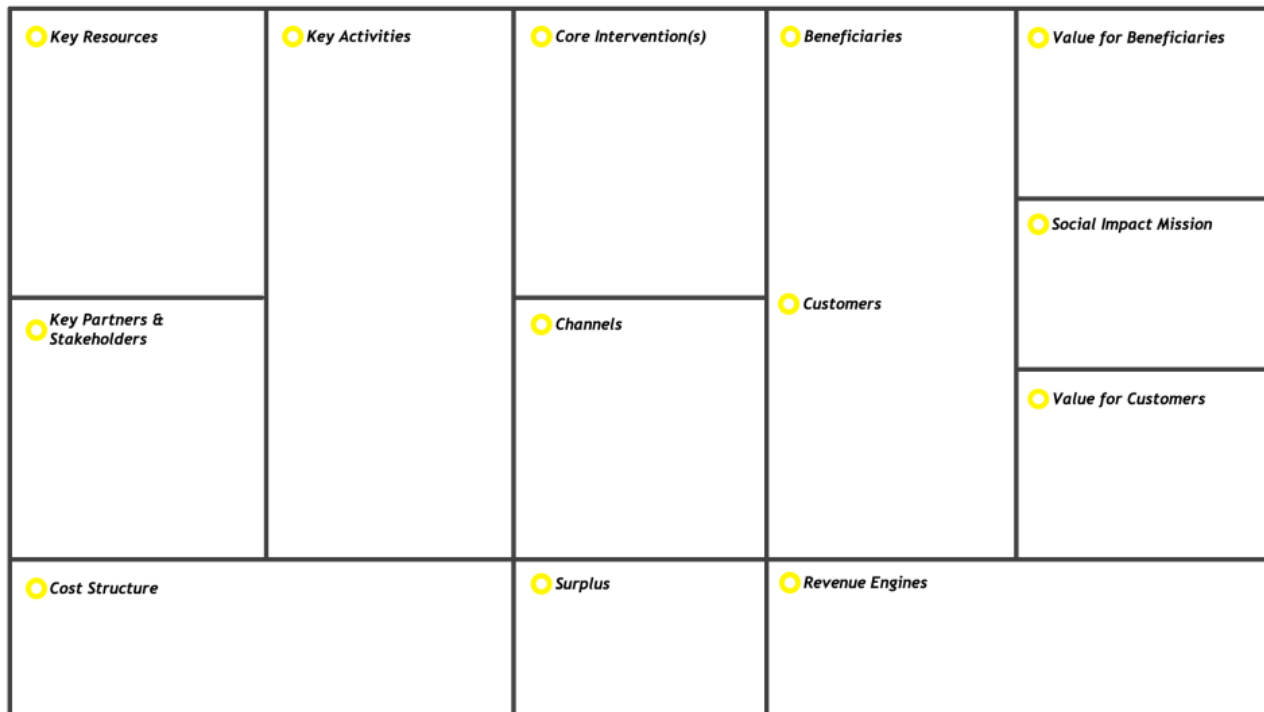 Key Resources
Key Activities
Core Intervention(s)
Beneficiaries
Value for Beneficiaries
Social Impact Mission
Customers
Key Partners &
Stakeholders
Channels
Value for Customers
Cost Structure
Surplus
Revenue Engines